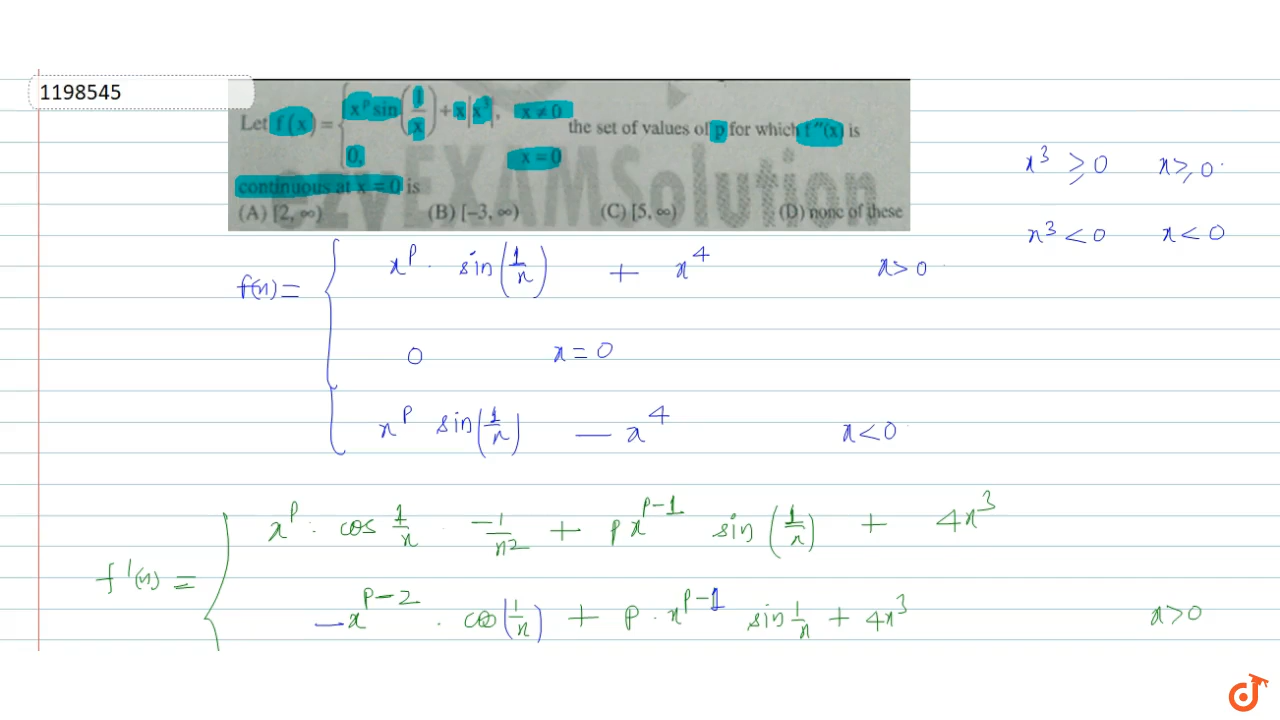 1198545
Let f(x) = { x^p sin(1/x) + x|x^3|, x ≠ 0
0, x = 0
the set of values of p for which f''(x) is
continuous at x = 0 is
(A) [2, ∞) (B) [-3, ∞) (C) [5, ∞) (D) none of these
ezyEXAMSolution
x^3 ≥ 0 x ≥ 0
x^3 < 0 x < 0
f(x) = { x^p · sin(1/x) + x^4 x > 0
0 x = 0
x^p sin(1/x) — x^4 x < 0
f'(x) = { x^p · cos 1/x · -1/x^2 + p x^(p-1) sin(1/x) + 4x^3
-x^(p-2) · cos(1/x) + p · x^(p-1) sin 1/x + 4x^3 x > 0